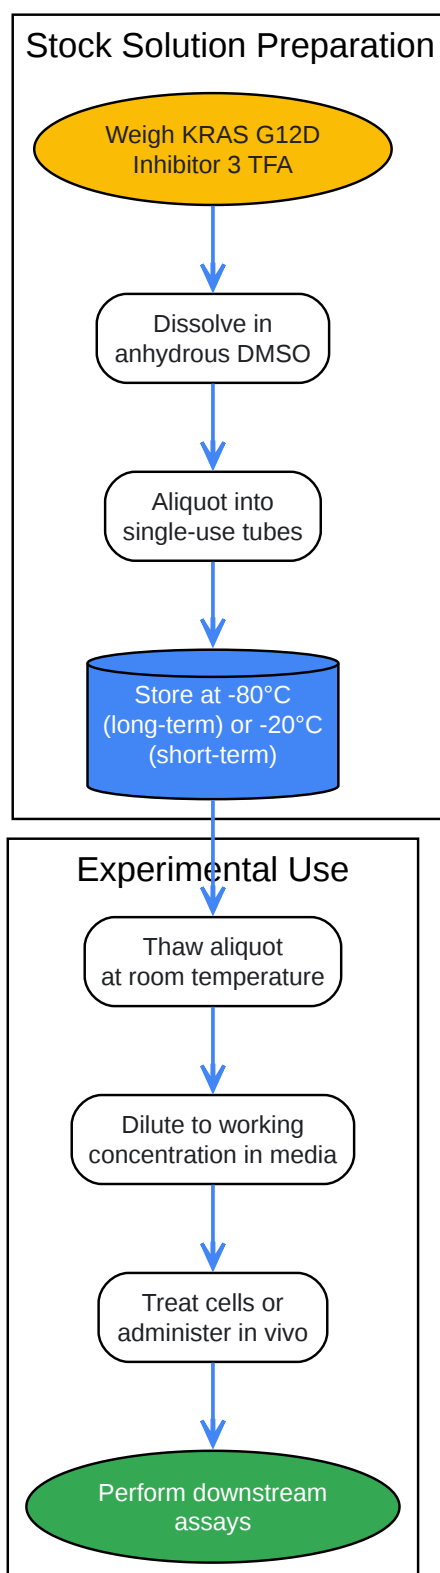 Stock Solution Preparation
Weigh KRAS G12D
Inhibitor 3 TFA
Dissolve in
anhydrous DMSO
Aliquot into
single-use tubes
Store at -80°C
(long-term) or -20°C
(short-term)
Experimental Use
Thaw aliquot
at room temperature
Dilute to working
concentration in media
Treat cells or
administer in vivo
Perform downstream
assays